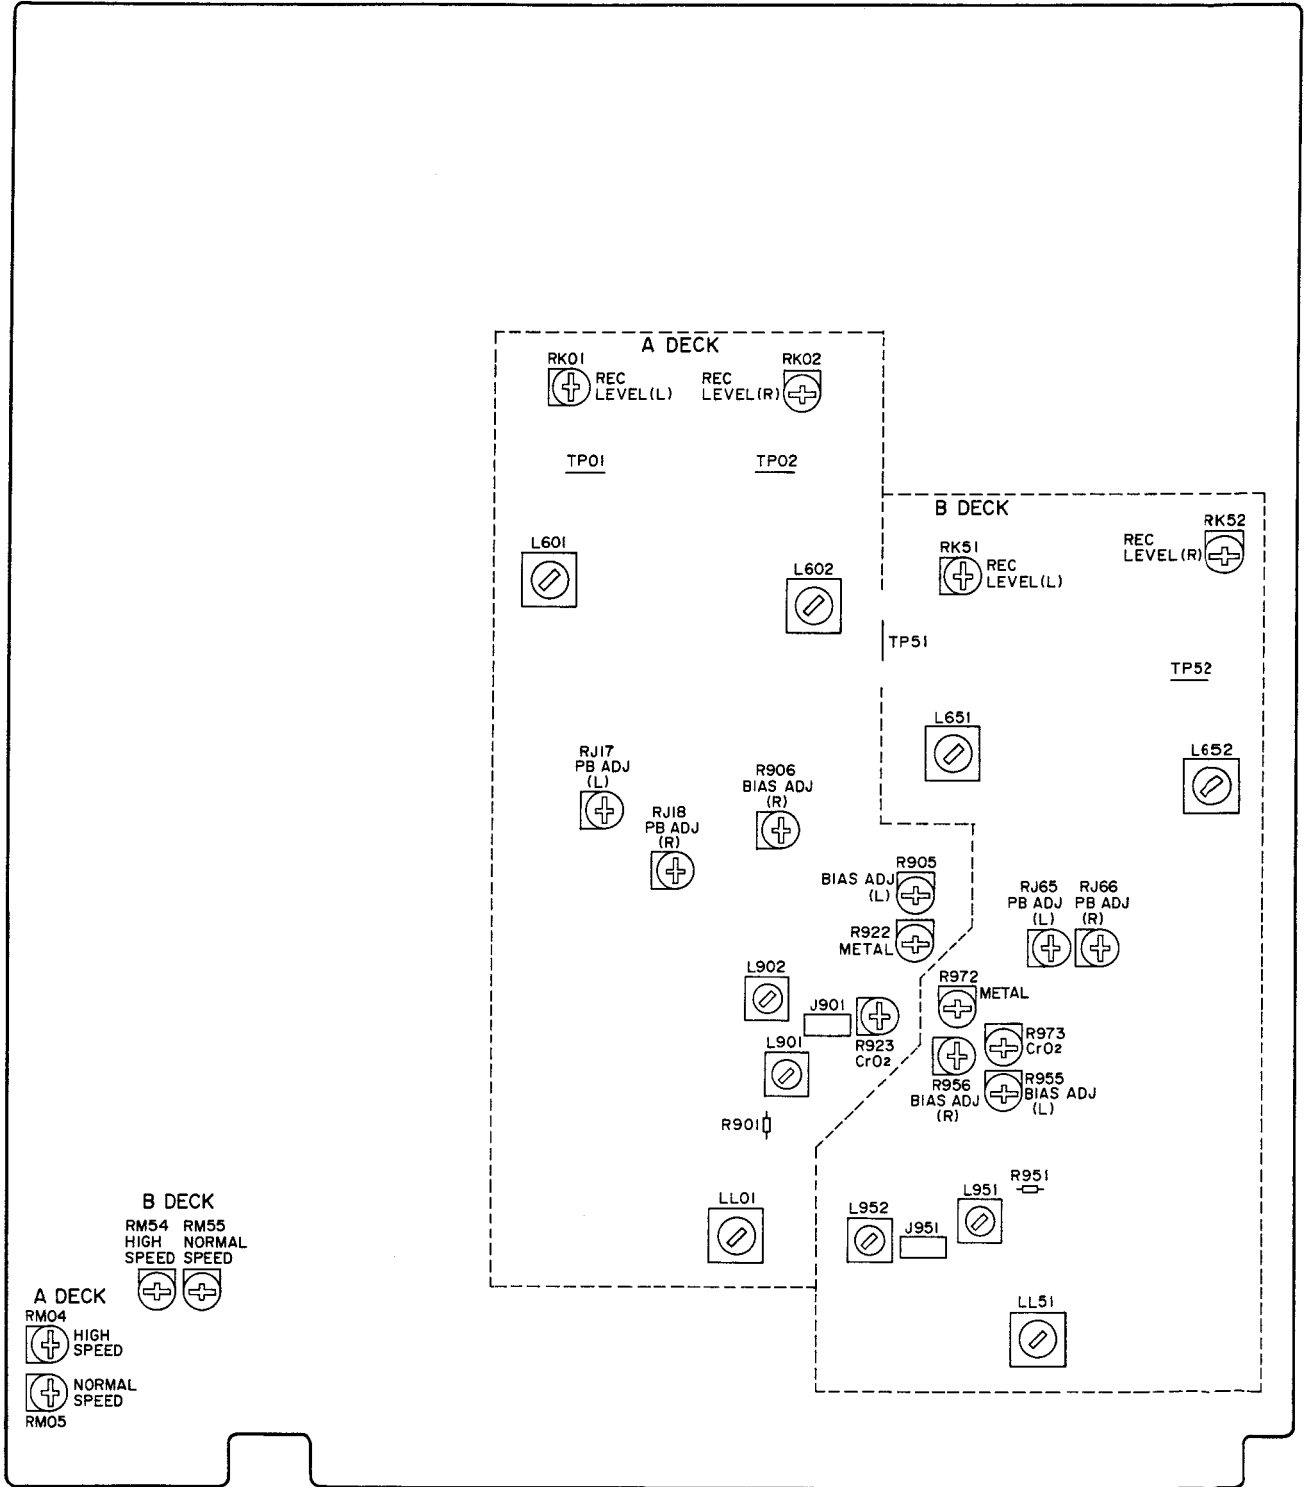 A DECK
RK01
REC
LEVEL(L)
RK02
REC
LEVEL(R)
TP01
TP02
L601
L602
RJ17
PB ADJ
(L)
RJ18
PB ADJ
(R)
R906
BIAS ADJ
(R)
R905
BIAS ADJ
(L)
R922
METAL
L902
J901
R923
CrO2
L901
R901
LL01
B DECK
RK51
REC
LEVEL(L)
RK52
REC
LEVEL(R)
TP51
TP52
L651
L652
RJ65
PB ADJ
(L)
RJ66
PB ADJ
(R)
R972
METAL
R973
CrO2
R956
BIAS ADJ
(R)
R955
BIAS ADJ
(L)
R951
L951
L952
J951
LL51
B DECK
RM54
HIGH
SPEED
RM55
NORMAL
SPEED
A DECK
RM04
HIGH
SPEED
NORMAL
SPEED
RM05